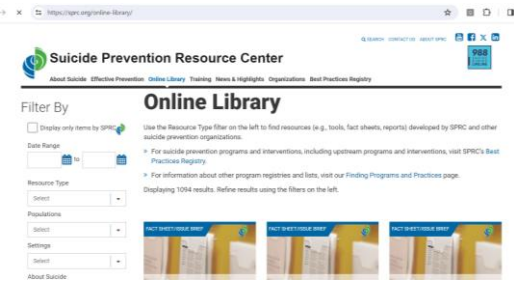 https://sprc.org/online-library/
SEARCH CONTACT US ABOUT SPRC
Suicide Prevention Resource Center
988
About Suicide Effective Prevention Online Library Training News & Highlights Organizations Best Practices Registry
Filter By
Display only items by SPRC
Date Range
to
Resource Type
Select
Populations
Select
Settings
Select
About Suicide
Online Library
Use the Resource Type filter on the left to find resources (e.g., tools, fact sheets, reports) developed by SPRC and other
suicide prevention organizations.
For suicide prevention programs and interventions, including upstream programs and interventions, visit SPRC's Best
Practices Registry.
For information about other program registries and lists, visit our Finding Programs and Practices page.
Displaying 1094 results. Refine results using the filters on the left.
FACT SHEET/ISSUE BRIEF FACT SHEET/ISSUE BRIEF FACT SHEET/ISSUE BRIEF